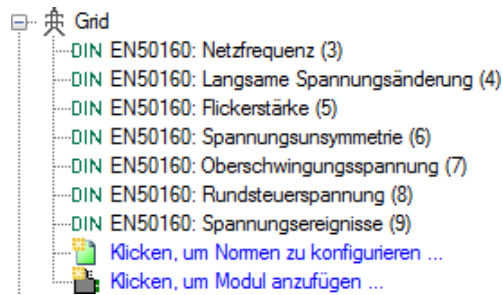 Grid
DIN EN50160: Netzfrequenz (3)
DIN EN50160: Langsame Spannungsänderung (4)
DIN EN50160: Flickerstärke (5)
DIN EN50160: Spannungsunsymmetrie (6)
DIN EN50160: Oberschwingungsspannung (7)
DIN EN50160: Rundsteuerspannung (8)
DIN EN50160: Spannungsereignisse (9)
Klicken, um Normen zu konfigurieren ...
Klicken, um Modul anzufügen ...